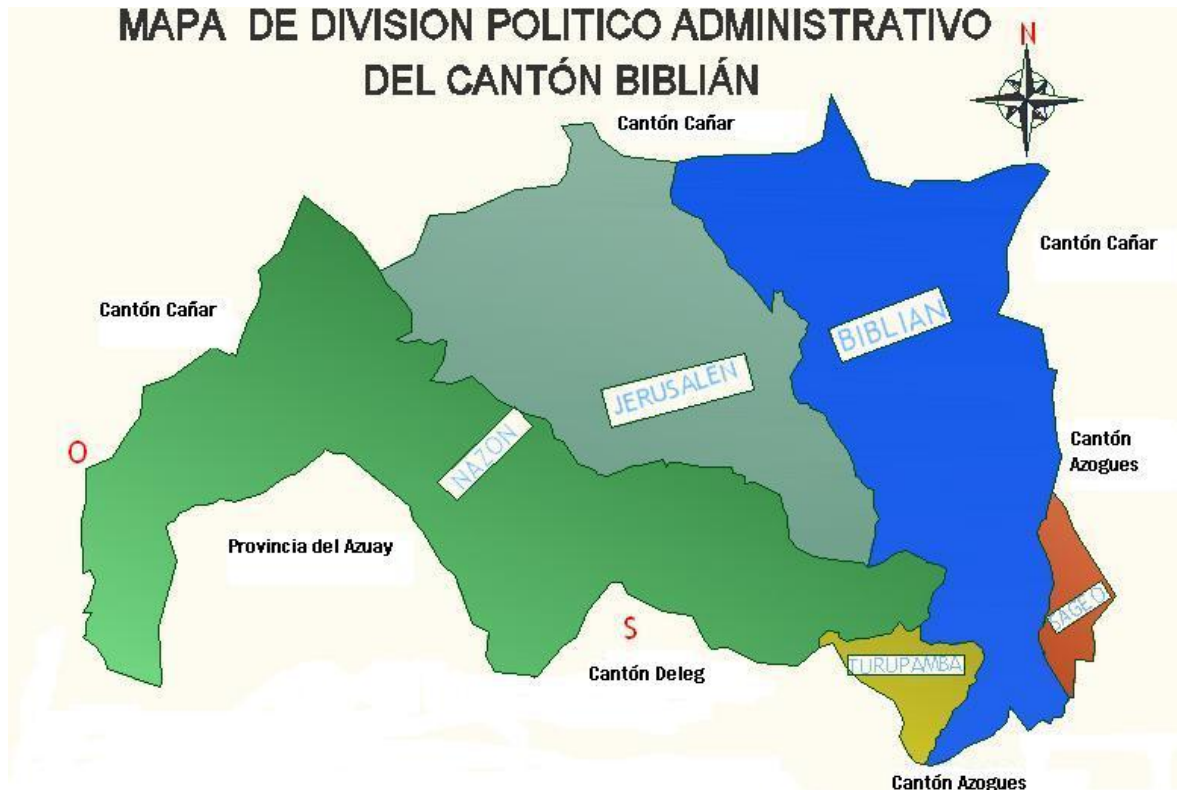 MAPA DE DIVISION POLITICO ADMINISTRATIVO
DEL CANTÓN BIBLIÁN
N
Cantón Cañar
Cantón Cañar
Cantón Cañar
BIBLIAN
JERUSALEN
NAZON
O
Cantón
Azogues
Provincia del Azuay
SAGEO
S
Cantón Deleg
TURUPAMBA
Cantón Azogues